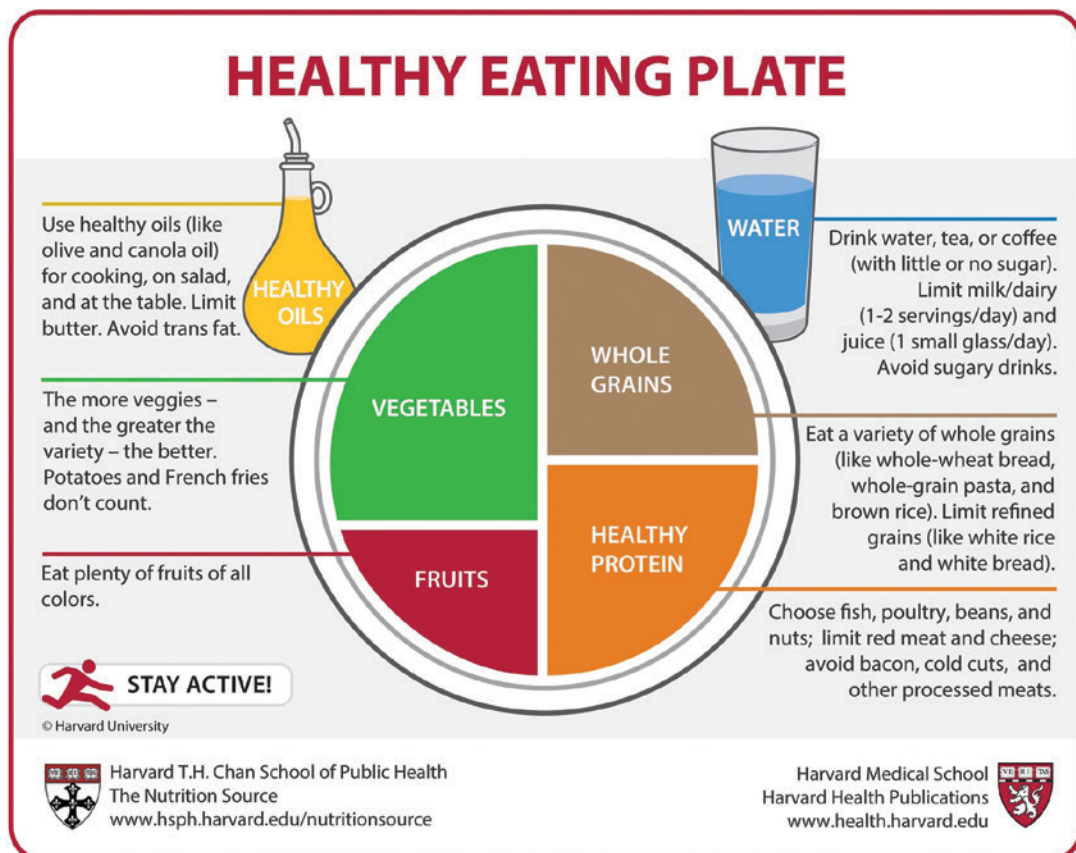 HEALTHY EATING PLATE
Use healthy oils (like
olive and canola oil)
for cooking, on salad,
and at the table. Limit
butter. Avoid trans fat.
HEALTHY
OILS
WATER
Drink water, tea, or coffee
(with little or no sugar).
Limit milk/dairy
(1-2 servings/day) and
juice (1 small glass/day).
Avoid sugary drinks.
The more veggies –
and the greater the
variety – the better.
Potatoes and French fries
don't count.
VEGETABLES
WHOLE
GRAINS
Eat a variety of whole grains
(like whole-wheat bread,
whole-grain pasta, and
brown rice). Limit refined
grains (like white rice
and white bread).
Eat plenty of fruits of all
colors.
FRUITS
HEALTHY
PROTEIN
Choose fish, poultry, beans, and
nuts; limit red meat and cheese;
avoid bacon, cold cuts, and
other processed meats.
STAY ACTIVE!
© Harvard University
Harvard T.H. Chan School of Public Health
The Nutrition Source
www.hsph.harvard.edu/nutritionsource
Harvard Medical School
Harvard Health Publications
www.health.harvard.edu
VE RI TAS